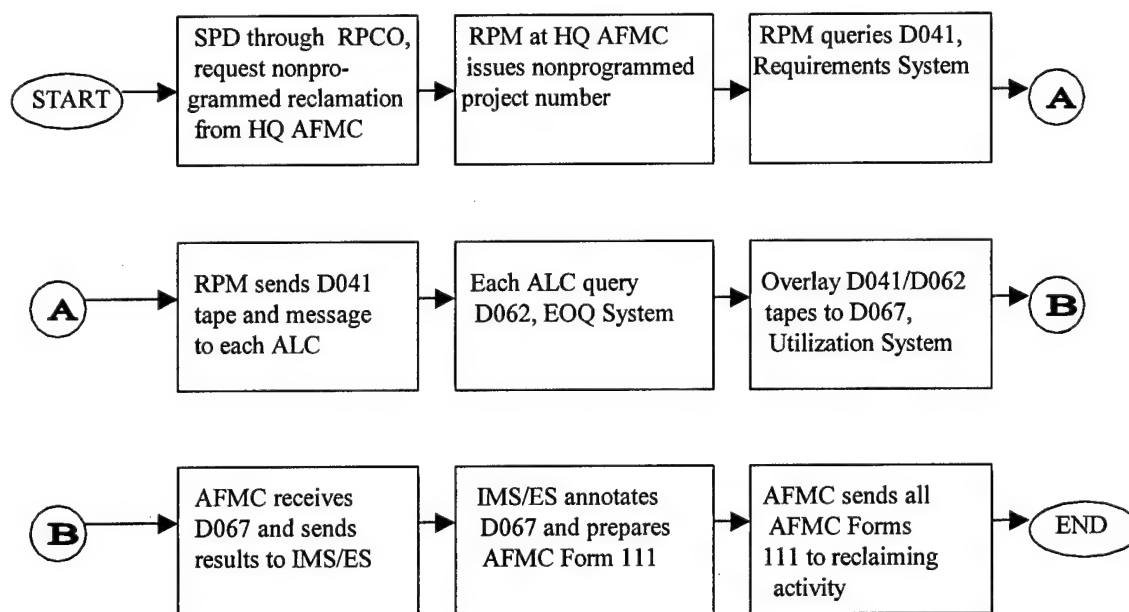 START
SPD through RPCO,
request nonpro-
grammed reclamation
from HQ AFMC
RPM at HQ AFMC
issues nonprogrammed
project number
RPM queries D041,
Requirements System
A
A
RPM sends D041
tape and message
to each ALC
Each ALC query
D062, EOQ System
Overlay D041/D062
tapes to D067,
Utilization System
B
B
AFMC receives
D067 and sends
results to IMS/ES
IMS/ES annotates
D067 and prepares
AFMC Form 111
AFMC sends all
AFMC Forms
111 to reclaiming
activity
END